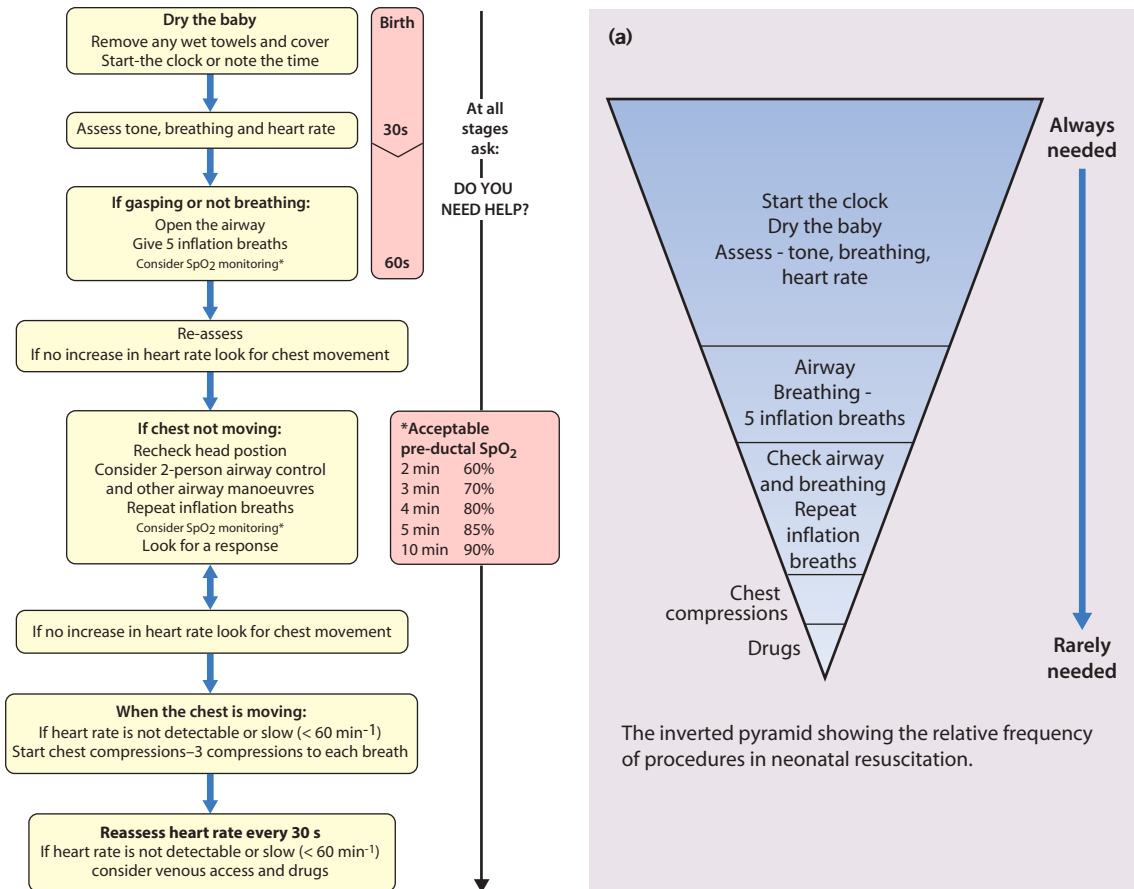 Dry the baby
Remove any wet towels and cover
Start-the clock or note the time
Assess tone, breathing and heart rate
If gasping or not breathing:
Open the airway
Give 5 inflation breaths
Consider SpO2 monitoring*
Re-assess
If no increase in heart rate look for chest movement
If chest not moving:
Recheck head postion
Consider 2-person airway control
and other airway manoeuvres
Repeat inflation breaths
Consider SpO2 monitoring*
Look for a response
If no increase in heart rate look for chest movement
When the chest is moving:
If heart rate is not detectable or slow (< 60 min-1)
Start chest compressions–3 compressions to each breath
Reassess heart rate every 30 s
If heart rate is not detectable or slow (< 60 min-1)
consider venous access and drugs
Birth
30s
60s
At all
stages
ask:
DO YOU
NEED HELP?
*Acceptable
pre-ductal SpO2
2 min 60%
3 min 70%
4 min 80%
5 min 85%
10 min 90%
(a)
Start the clock
Dry the baby
Assess - tone, breathing,
heart rate
Airway
Breathing -
5 inflation breaths
Check airway
and breathing
Repeat
inflation
breaths
Chest
compressions
Drugs
Always
needed
Rarely
needed
The inverted pyramid showing the relative frequency
of procedures in neonatal resuscitation.